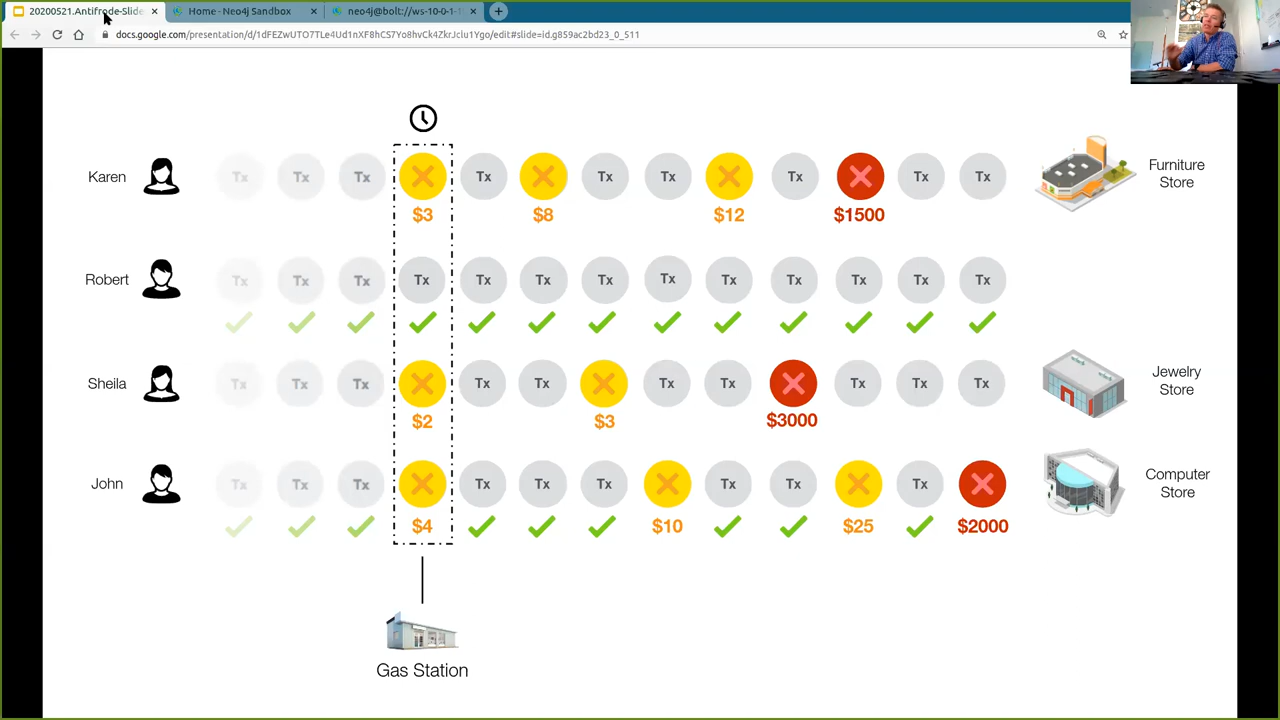 20200521.Antifrode-Slide
Home - Neo4j Sandbox
neo4j@bolt://ws-10-0-1-1
docs.google.com/presentation/d/1dFEZwUTO7TLe4Ud1nXF8hCS7Yo8hvCk4ZkrJclu1Ygo/edit#slide=id.g859ac2bd23_0_511
Karen
Tx Tx Tx Tx Tx Tx Tx Tx Tx
Furniture
Store
$3 $8 $12 $1500
Robert
Tx Tx Tx Tx Tx Tx Tx Tx Tx Tx Tx Tx Tx
Sheila
Tx Tx Tx Tx Tx Tx Tx Tx Tx Tx
Jewelry
Store
$2 $3 $3000
John
Tx Tx Tx Tx Tx Tx Tx Tx Tx
Computer
Store
$4 $10 $25 $2000
Gas Station